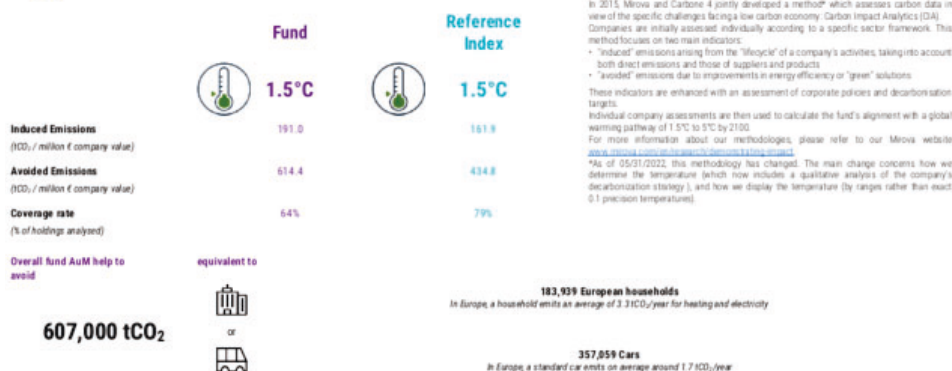 Fund
Reference
Index
1.5°C
1.5°C
Induced Emissions
191.0
161.9
(tCO₂ / million € company value)
Avoided Emissions
614.4
434.8
(tCO₂ / million € company value)
Coverage rate
64%
79%
(% of holdings analysed)
Overall fund AuM help to
avoid
equivalent to
607,000 tCO₂
or
183,939 European households
In Europe, a household emits an average of 3.3 tCO₂/year for heating and electricity
357,059 Cars
In Europe, a standard car emits on average around 1.7 tCO₂/year
In 2015, Mirova and Carbone 4 jointly developed a method* which assesses carbon data in
view of the specific challenges facing a low carbon economy: Carbon Impact Analytics (CIA)
Companies are initially assessed individually according to a specific sector framework. This
method focuses on two main indicators:
• "induced" emissions arising from the "lifecycle" of a company's activities, taking into account
both direct emissions and those of suppliers and products
• "avoided" emissions due to improvements in energy efficiency or "green" solutions
These indicators are enhanced with an assessment of corporate policies and decarbonisation
targets.
Individual company assessments are then used to calculate the fund's alignment with a global
warming pathway of 1.5°C to 5°C by 2100.
For more information about our methodologies, please refer to our Mirova website
www.mirova.com/en/research/demonstrating-impact
*As of 05/31/2022, this methodology has changed. The main change concerns how we
determine the temperature (which now includes a qualitative analysis of the company's
decarbonization strategy ), and how we display the temperature (by ranges rather than exact
0.1 precision temperatures).